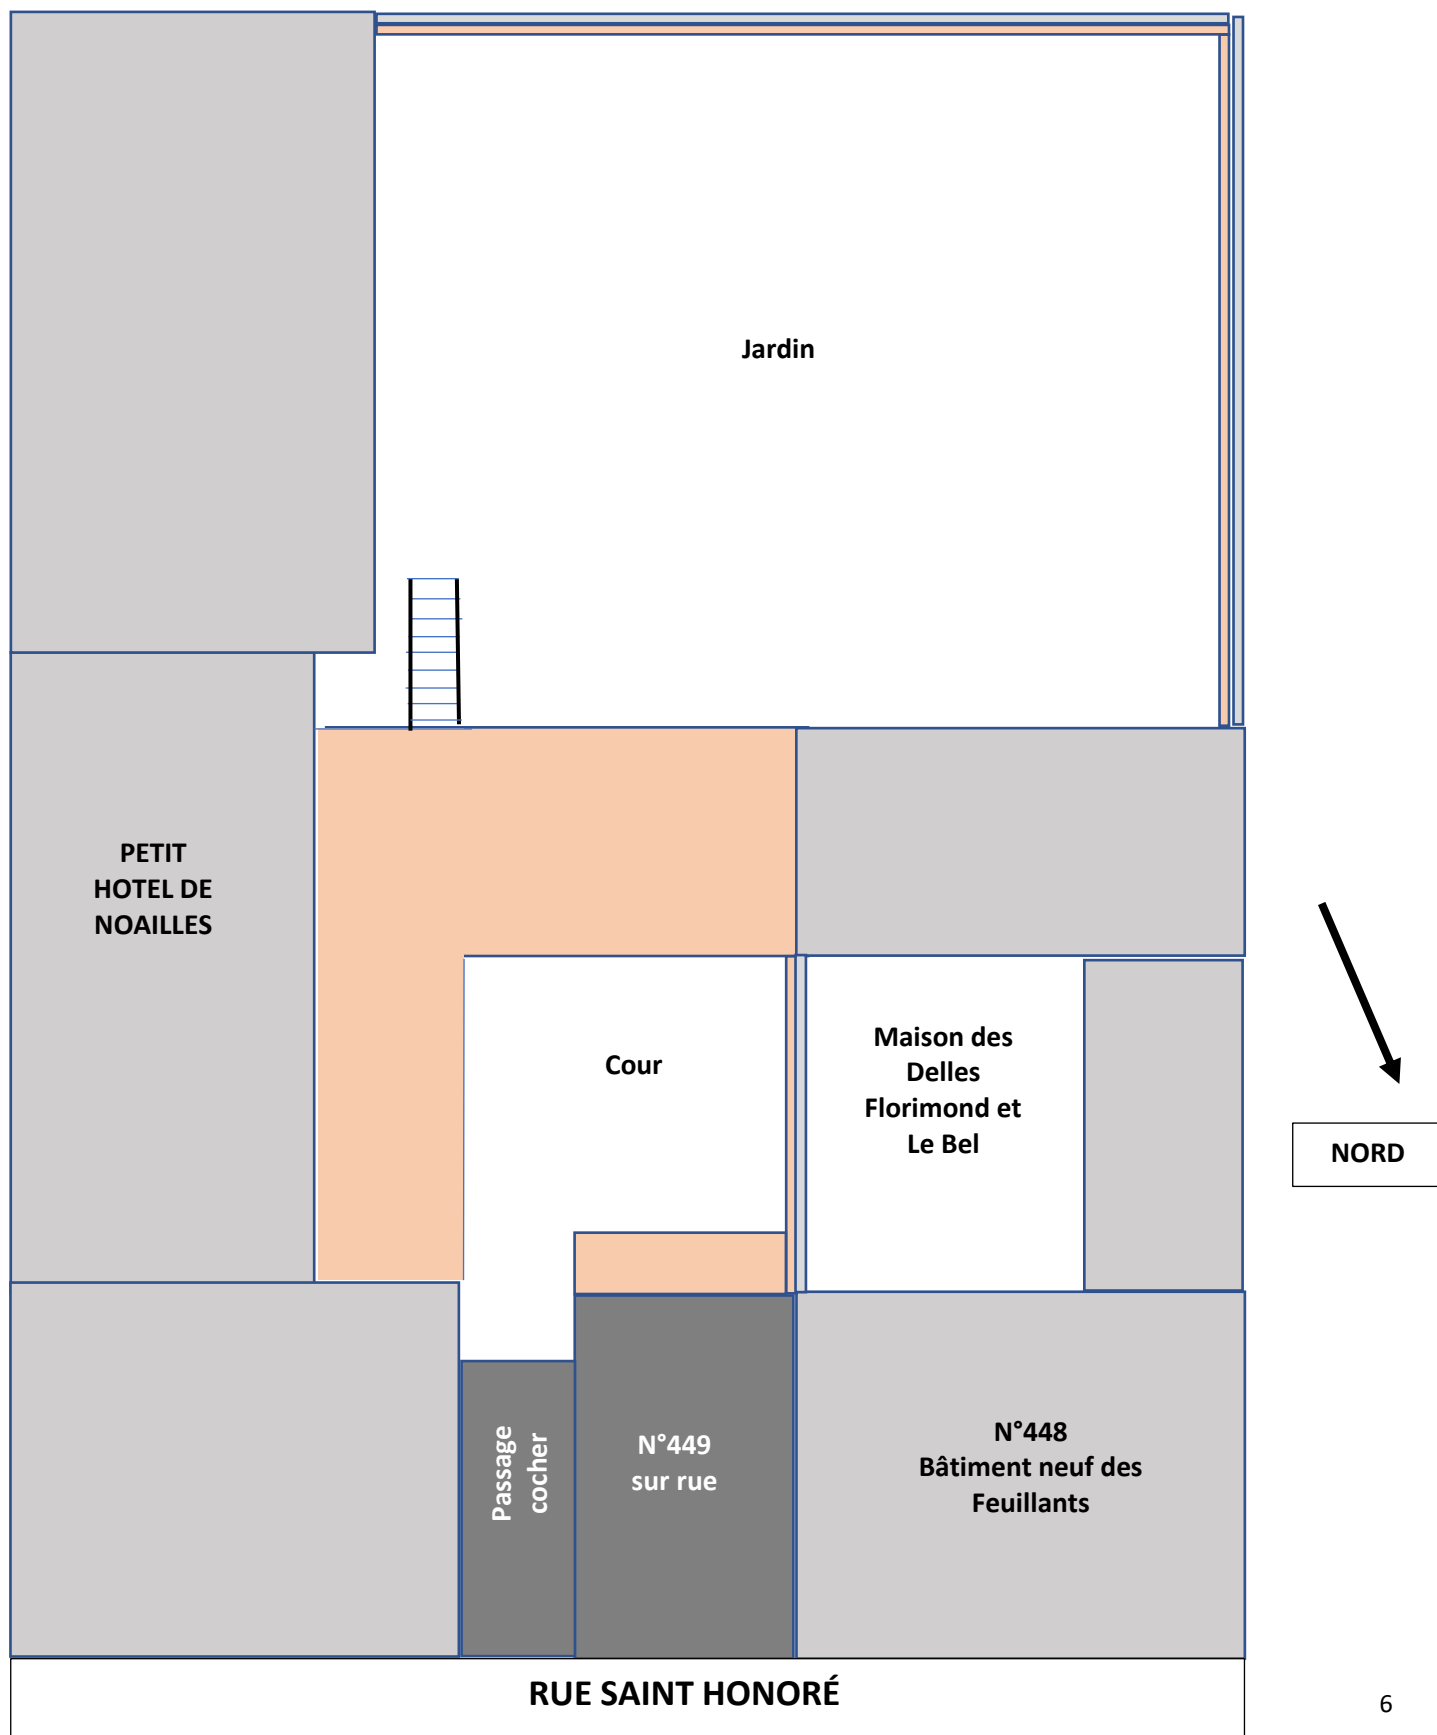 Jardin
PETIT
HOTEL DE
NOAILLES
Cour
Maison des
Delles
Florimond et
Le Bel
NORD
Passage
cocher
N°449
sur rue
N°448
Bâtiment neuf des
Feuillants
RUE SAINT HONORÉ
6